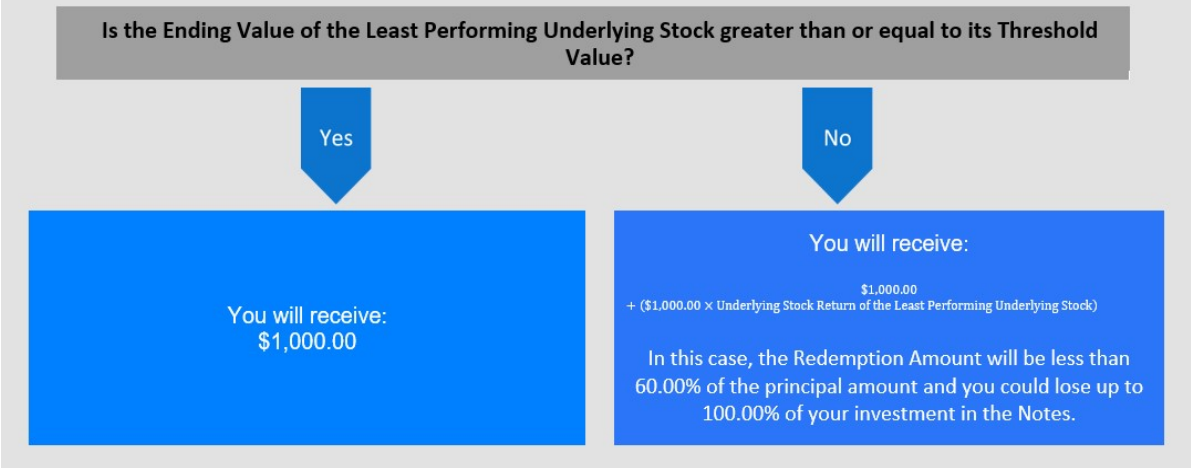 Is the Ending Value of the Least Performing Underlying Stock greater than or equal to its Threshold
Value?
Yes
No
You will receive:
$1,000.00
You will receive:
$1,000.00
+ ($1,000.00 × Underlying Stock Return of the Least Performing Underlying Stock)
In this case, the Redemption Amount will be less than
60.00% of the principal amount and you could lose up to
100.00% of your investment in the Notes.